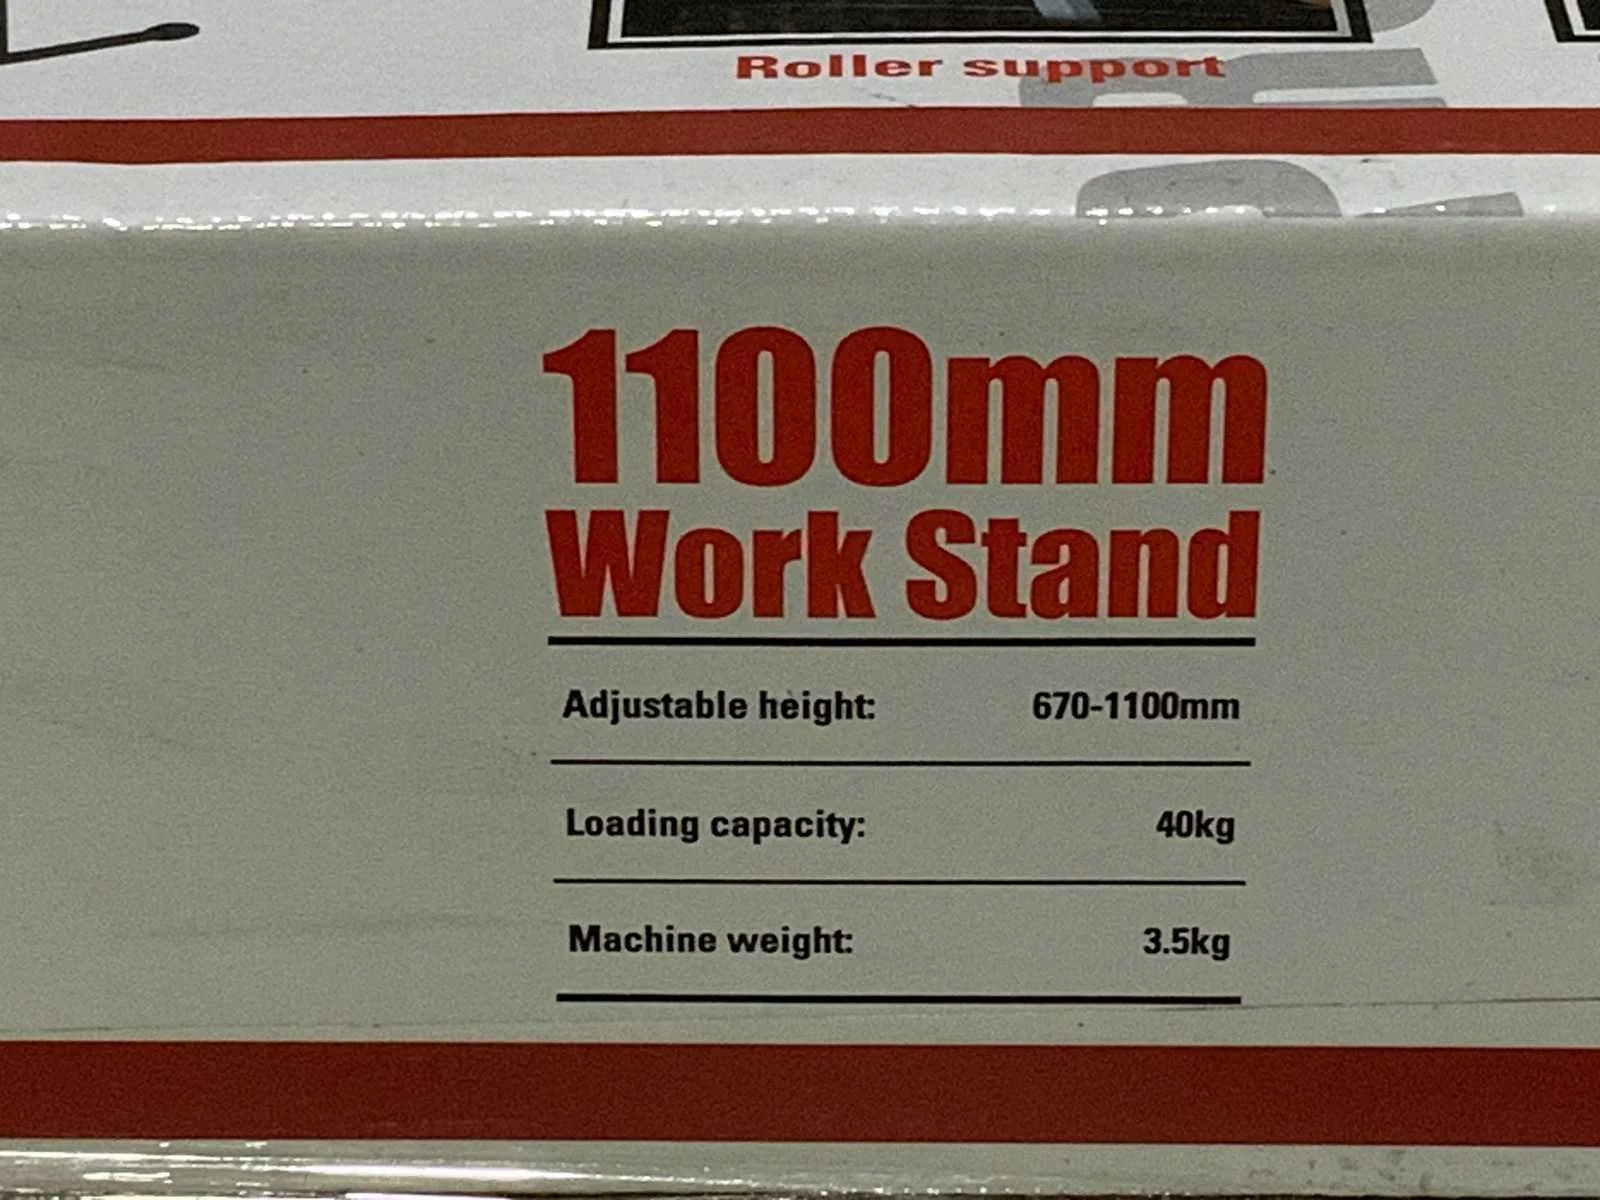 Roller support
1100mm
Work Stand
Adjustable height: 670-1100mm
Loading capacity: 40kg
Machine weight: 3.5kg